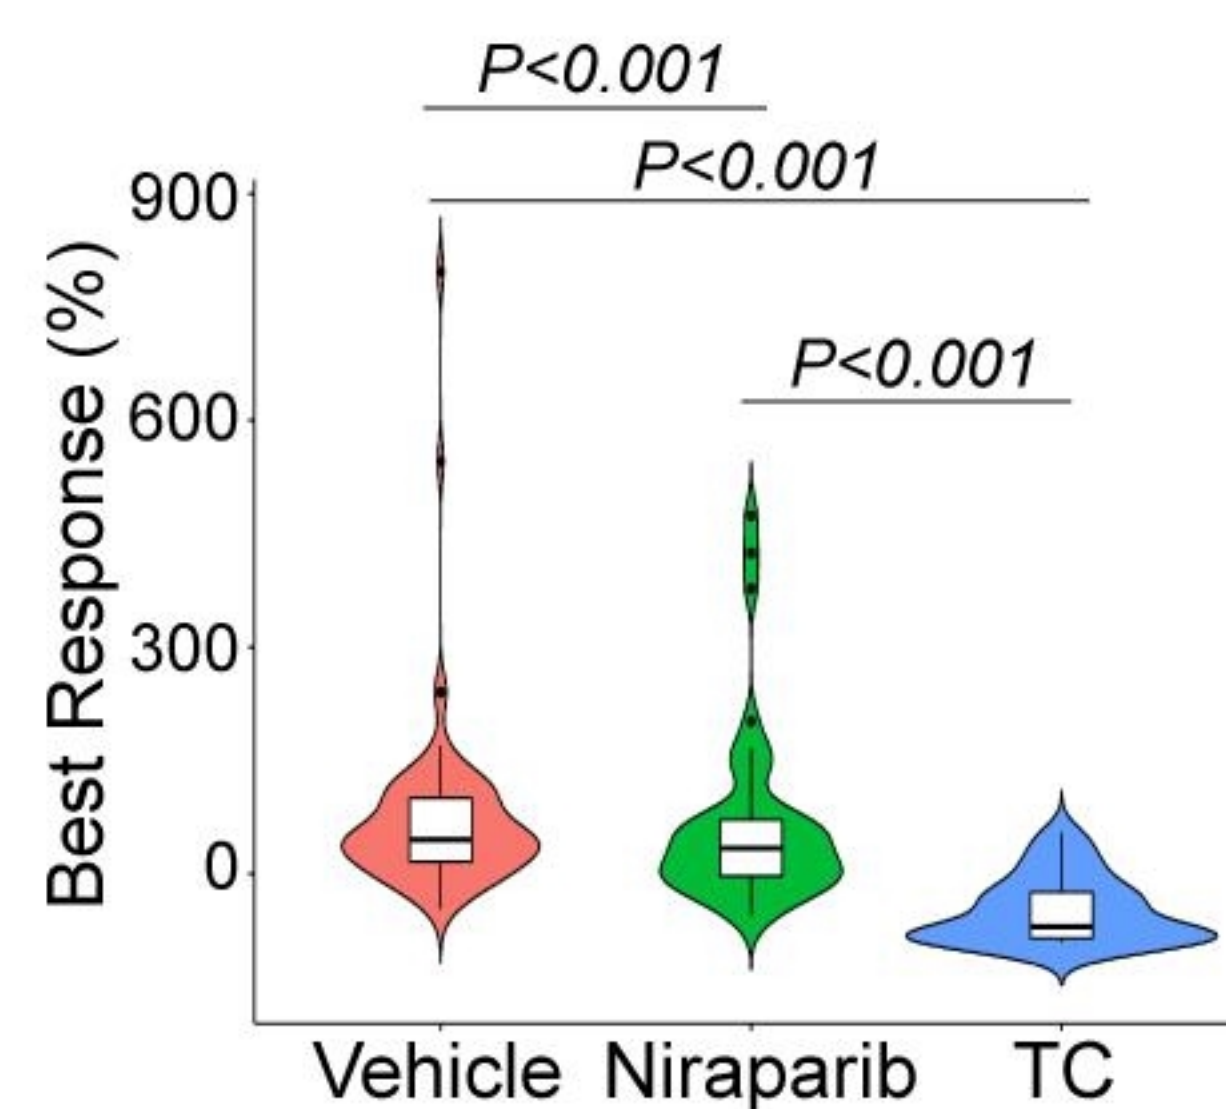 P<0.001
P<0.001
900
P<0.001
600
300
0
Best Response (%)
Vehicle Niraparib TC